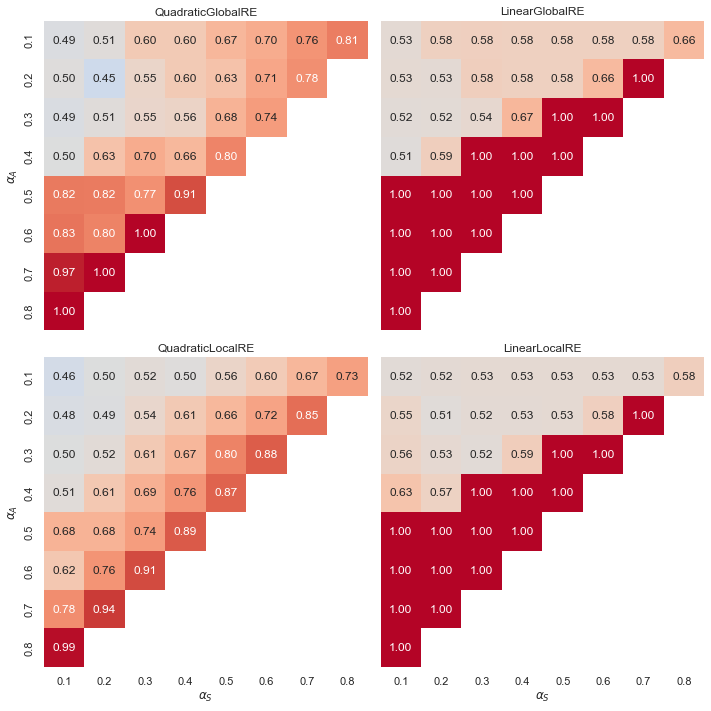 QuadraticGlobalRE
0.1 0.49 0.51 0.60 0.60 0.67 0.70 0.76 0.81
0.2 0.50 0.45 0.55 0.60 0.63 0.71 0.78
0.3 0.49 0.51 0.55 0.56 0.68 0.74
0.4 0.50 0.63 0.70 0.66 0.80
α_A
0.5 0.82 0.82 0.77 0.91
0.6 0.83 0.80 1.00
0.7 0.97 1.00
0.8 1.00
LinearGlobalRE
0.53 0.58 0.58 0.58 0.58 0.58 0.58 0.66
0.53 0.53 0.58 0.58 0.58 0.66 1.00
0.52 0.52 0.54 0.67 1.00 1.00
0.51 0.59 1.00 1.00 1.00
1.00 1.00 1.00 1.00
1.00 1.00 1.00
1.00 1.00
1.00
QuadraticLocalRE
0.1 0.46 0.50 0.52 0.50 0.56 0.60 0.67 0.73
0.2 0.48 0.49 0.54 0.61 0.66 0.72 0.85
0.3 0.50 0.52 0.61 0.67 0.80 0.88
0.4 0.51 0.61 0.69 0.76 0.87
α_A
0.5 0.68 0.68 0.74 0.89
0.6 0.62 0.76 0.91
0.7 0.78 0.94
0.8 0.99
0.1 0.2 0.3 0.4 0.5 0.6 0.7 0.8
α_S
LinearLocalRE
0.52 0.52 0.53 0.53 0.53 0.53 0.53 0.58
0.55 0.51 0.52 0.53 0.53 0.58 1.00
0.56 0.53 0.52 0.59 1.00 1.00
0.63 0.57 1.00 1.00 1.00
1.00 1.00 1.00 1.00
1.00 1.00 1.00
1.00 1.00
1.00
0.1 0.2 0.3 0.4 0.5 0.6 0.7 0.8
α_S